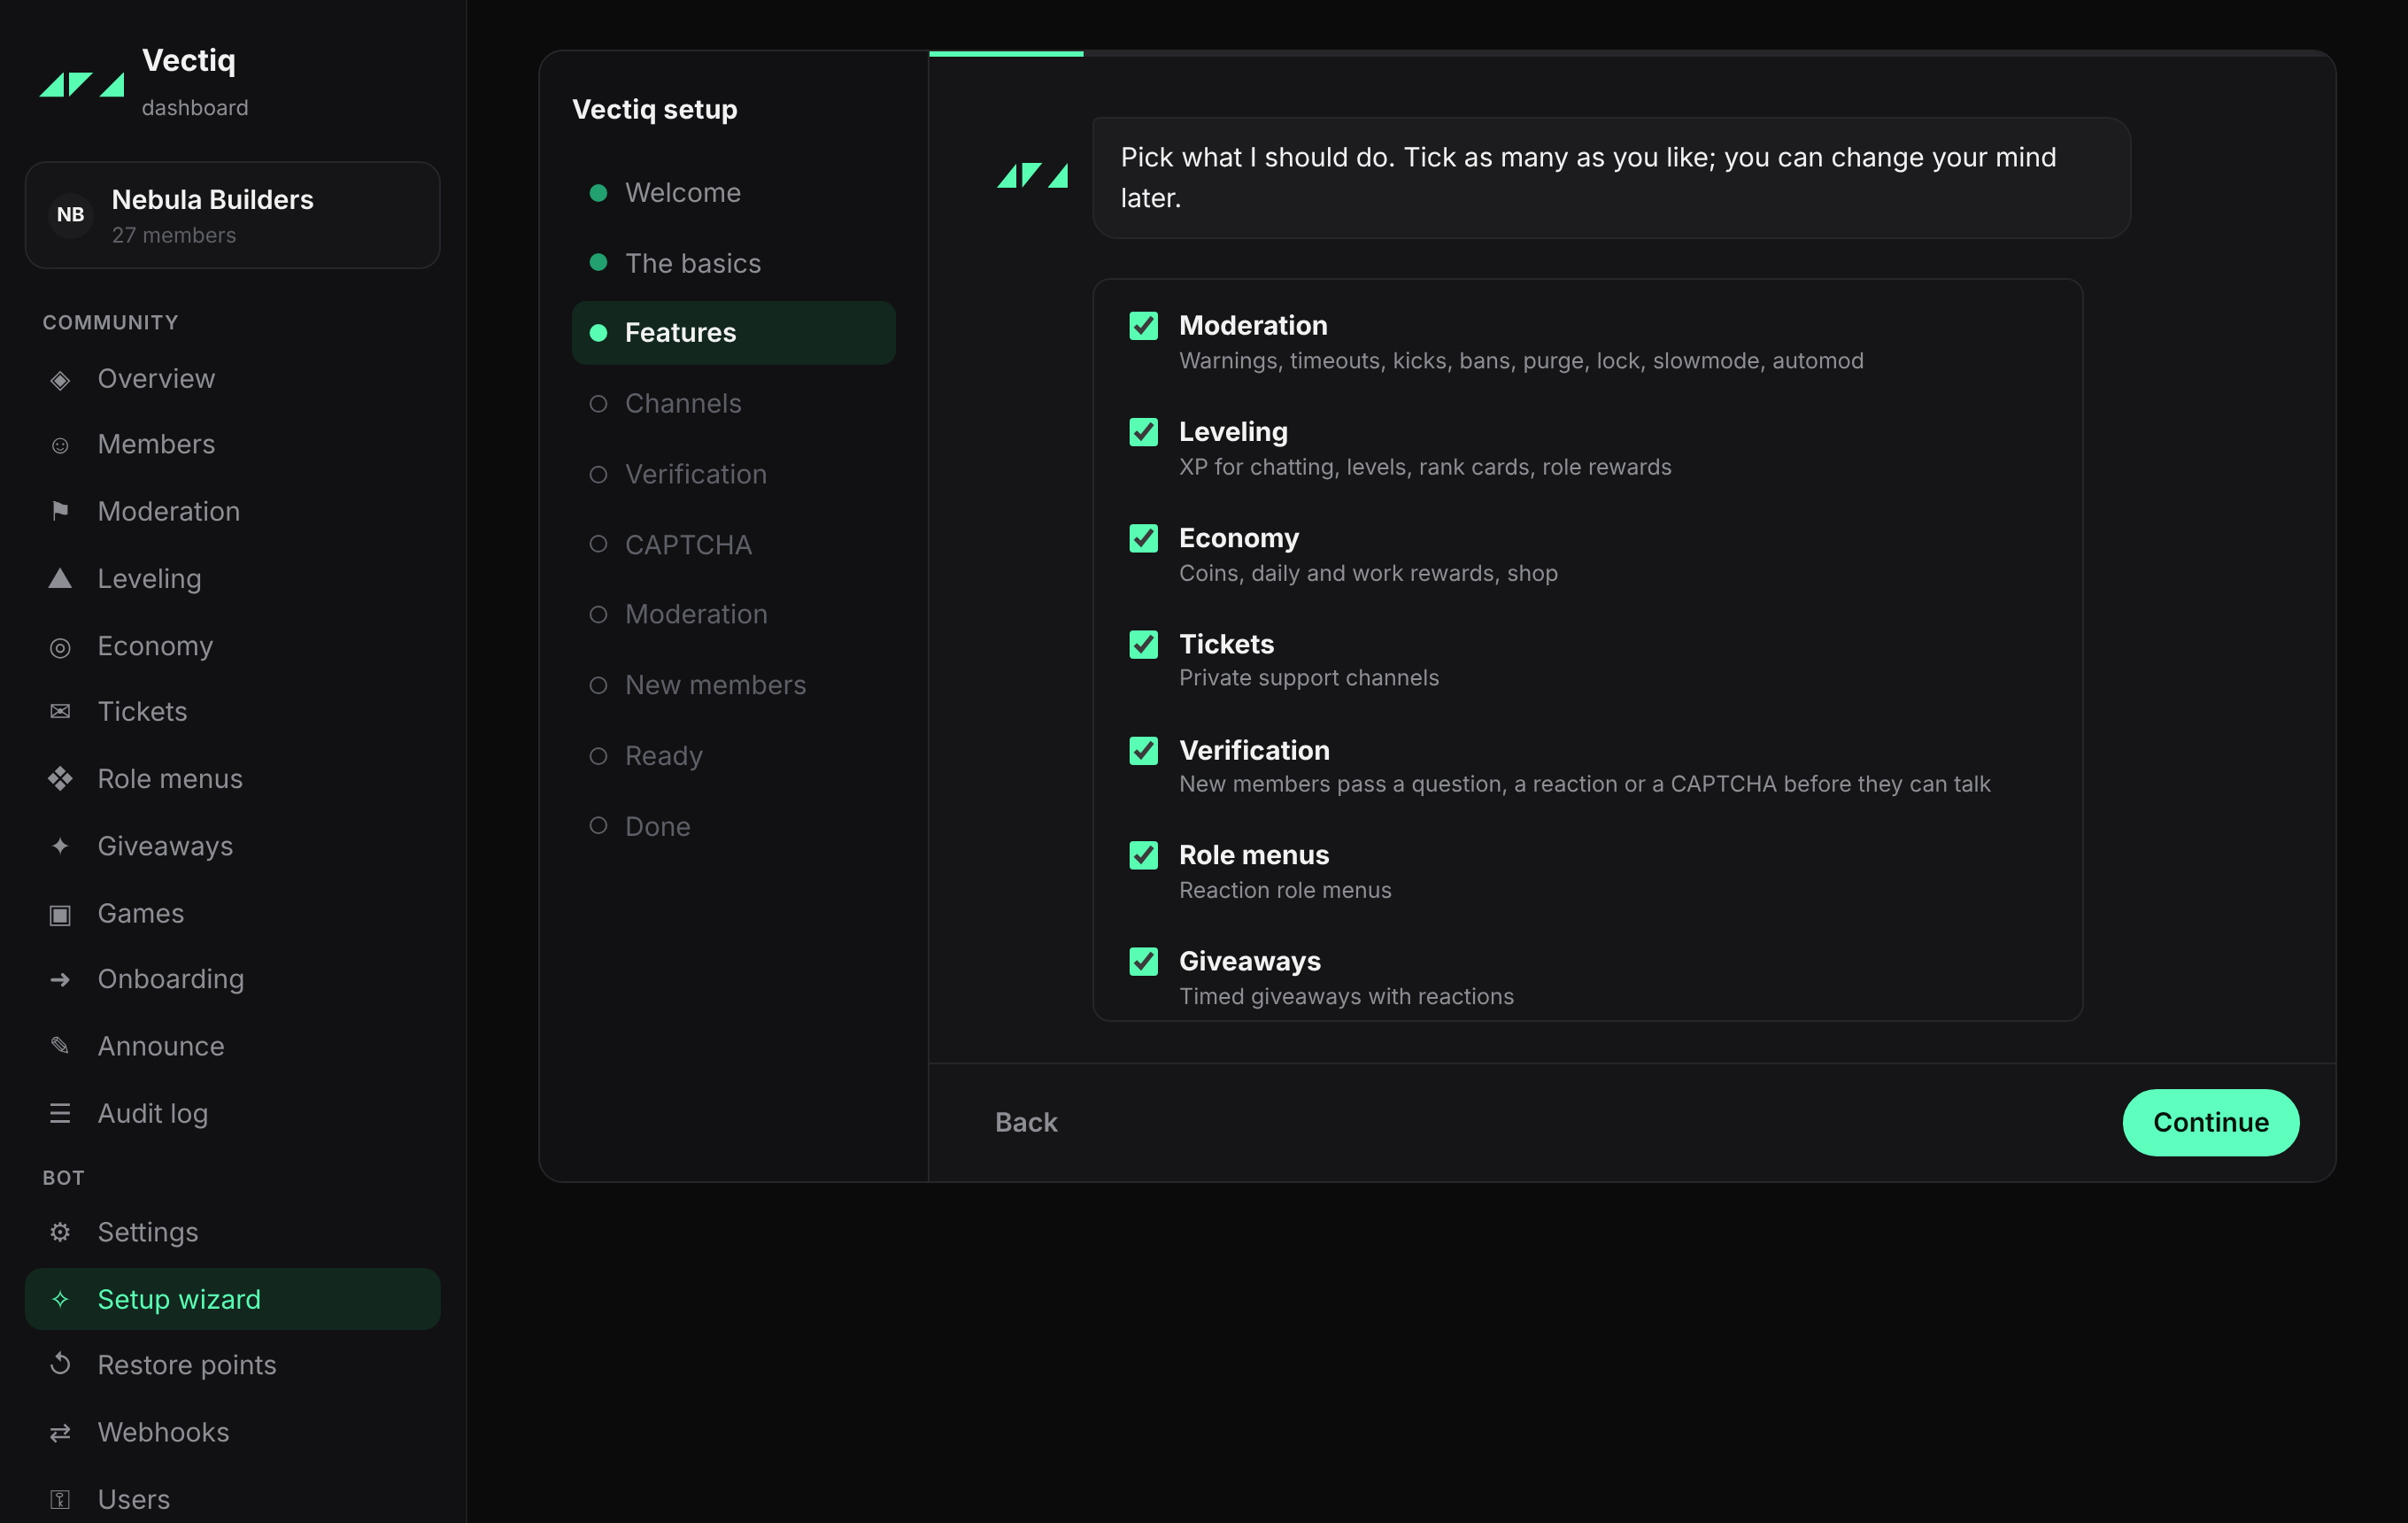 Vectiq
dashboard
NB
Nebula Builders
27 members
COMMUNITY
Overview
Members
Moderation
Leveling
Economy
Tickets
Role menus
Giveaways
Games
Onboarding
Announce
Audit log
BOT
Settings
Setup wizard
Restore points
Webhooks
Users
Vectiq setup
Welcome
The basics
Features
Channels
Verification
CAPTCHA
Moderation
New members
Ready
Done
Pick what I should do. Tick as many as you like; you can change your mind
later.
Moderation
Warnings, timeouts, kicks, bans, purge, lock, slowmode, automod
Leveling
XP for chatting, levels, rank cards, role rewards
Economy
Coins, daily and work rewards, shop
Tickets
Private support channels
Verification
New members pass a question, a reaction or a CAPTCHA before they can talk
Role menus
Reaction role menus
Giveaways
Timed giveaways with reactions
Back
Continue